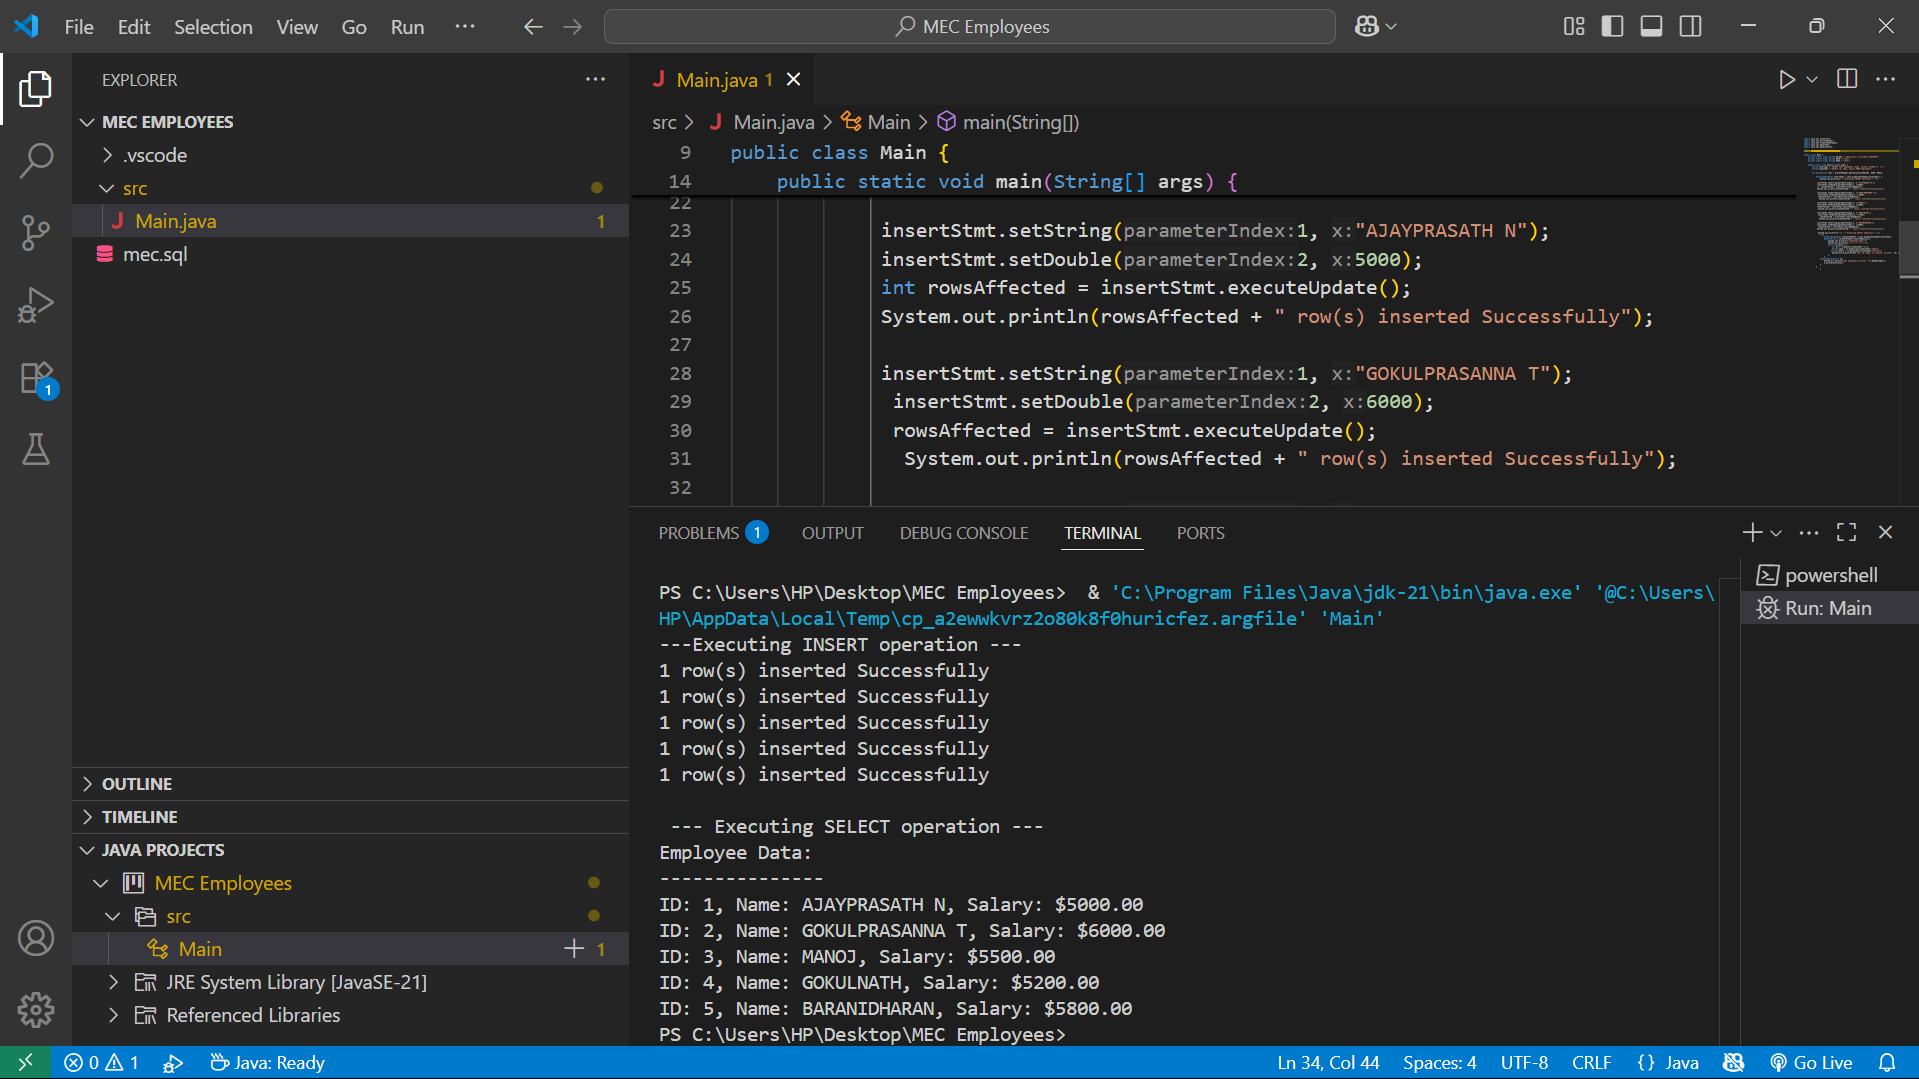 File Edit Selection View Go Run ··· MEC Employees
EXPLORER ···
MEC EMPLOYEES
.vscode
src
J Main.java 1
mec.sql
OUTLINE
TIMELINE
JAVA PROJECTS
MEC Employees
src
Main 1
JRE System Library [JavaSE-21]
Referenced Libraries
1
J Main.java 1
src > J Main.java > Main > main(String[])
9 public class Main {
14 public static void main(String[] args) {
22
23 insertStmt.setString(parameterIndex:1, x:"AJAYPRASATH N");
24 insertStmt.setDouble(parameterIndex:2, x:5000);
25 int rowsAffected = insertStmt.executeUpdate();
26 System.out.println(rowsAffected + " row(s) inserted Successfully");
27
28 insertStmt.setString(parameterIndex:1, x:"GOKULPRASANNA T");
29 insertStmt.setDouble(parameterIndex:2, x:6000);
30 rowsAffected = insertStmt.executeUpdate();
31 System.out.println(rowsAffected + " row(s) inserted Successfully");
32
PROBLEMS 1 OUTPUT DEBUG CONSOLE TERMINAL PORTS
PS C:\Users\HP\Desktop\MEC Employees> & 'C:\Program Files\Java\jdk-21\bin\java.exe' '@C:\Users\
HP\AppData\Local\Temp\cp_a2ewwkvrz2o80k8f0huricfez.argfile' 'Main'
---Executing INSERT operation ---
1 row(s) inserted Successfully
1 row(s) inserted Successfully
1 row(s) inserted Successfully
1 row(s) inserted Successfully
1 row(s) inserted Successfully
--- Executing SELECT operation ---
Employee Data:
---------------
ID: 1, Name: AJAYPRASATH N, Salary: $5000.00
ID: 2, Name: GOKULPRASANNA T, Salary: $6000.00
ID: 3, Name: MANOJ, Salary: $5500.00
ID: 4, Name: GOKULNATH, Salary: $5200.00
ID: 5, Name: BARANIDHARAN, Salary: $5800.00
PS C:\Users\HP\Desktop\MEC Employees>
powershell
Run: Main
0 1 Java: Ready Ln 34, Col 44 Spaces: 4 UTF-8 CRLF {} Java Go Live